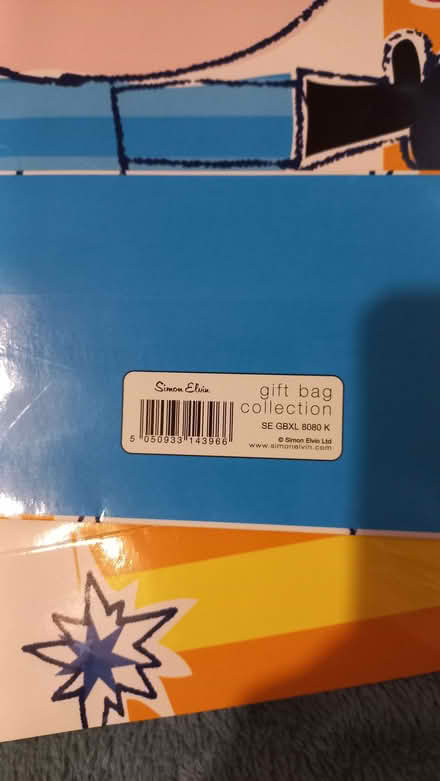 Simon Elvin
gift bag
collection
SE GBXL 8080 K
5 050933 143966
© Simon Elvin Ltd
www.simonelvin.com